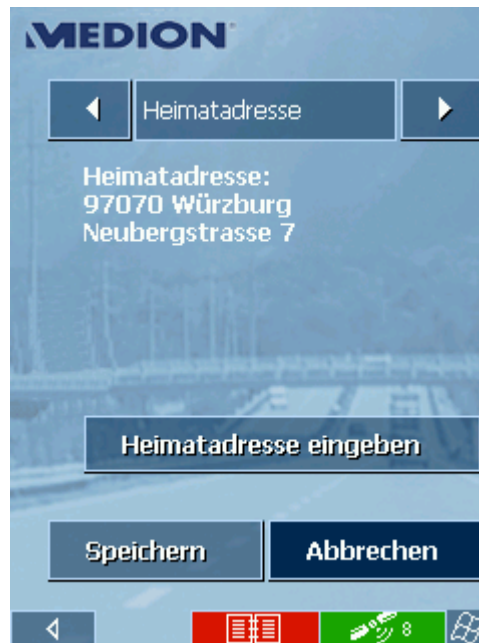 MEDION
Heimatadresse
Heimatadresse:
97070 Würzburg
Neubergstrasse 7
Heimatadresse eingeben
Speichern Abbrechen
8